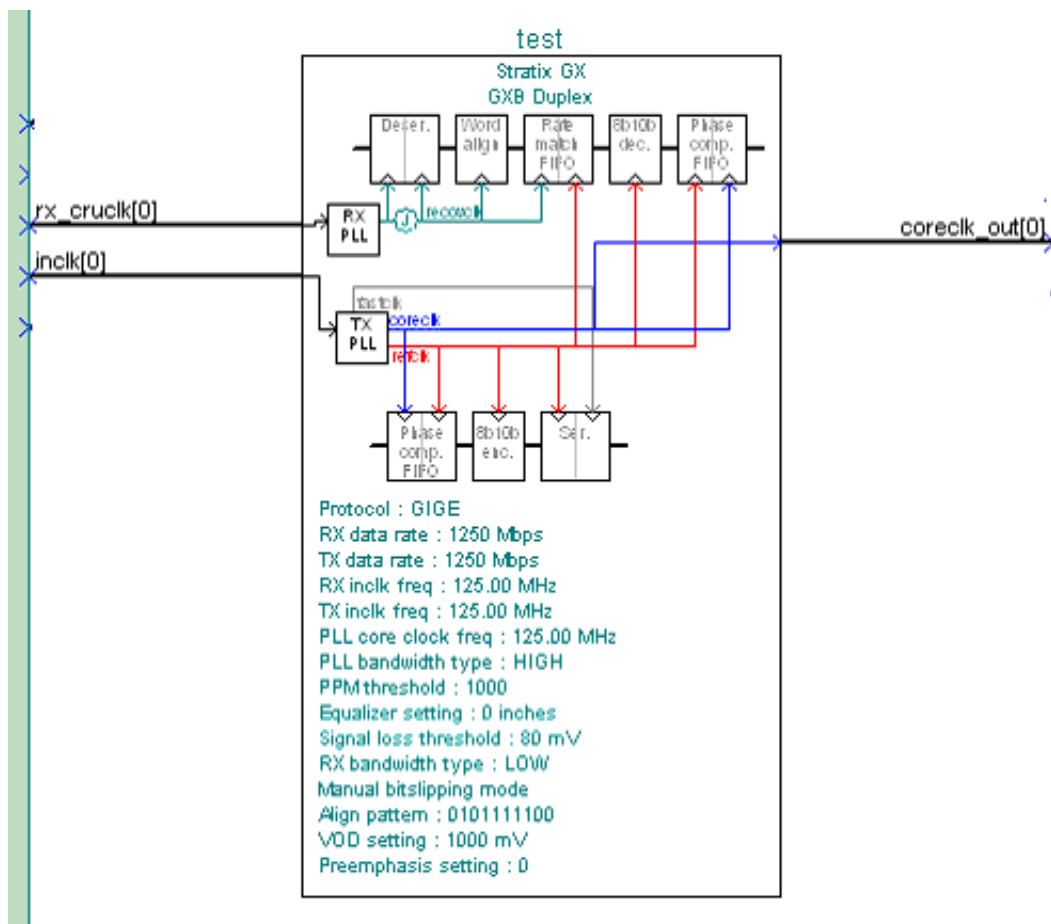 test
Stratix GX
GXB Duplex
Deser.
Word
align
Rate
match
FIFO
8b10b
dec.
Phase
comp.
FIFO
rx_cruclk[0]
RX
PLL
recovclk
coreclk_out[0]
inclk[0]
fastclk
coreclk
TX
PLL
refclk
Phase
comp.
FIFO
8b10b
enc.
Ser.
Protocol : GIGE
RX data rate : 1250 Mbps
TX data rate : 1250 Mbps
RX inclk freq : 125.00 MHz
TX inclk freq : 125.00 MHz
PLL core clock freq : 125.00 MHz
PLL bandwidth type : HIGH
PPM threshold : 1000
Equalizer setting : 0 inches
Signal loss threshold : 80 mV
RX bandwidth type : LOW
Manual bitslipping mode
Align pattern : 0101111100
VOD setting : 1000 mV
Preemphasis setting : 0